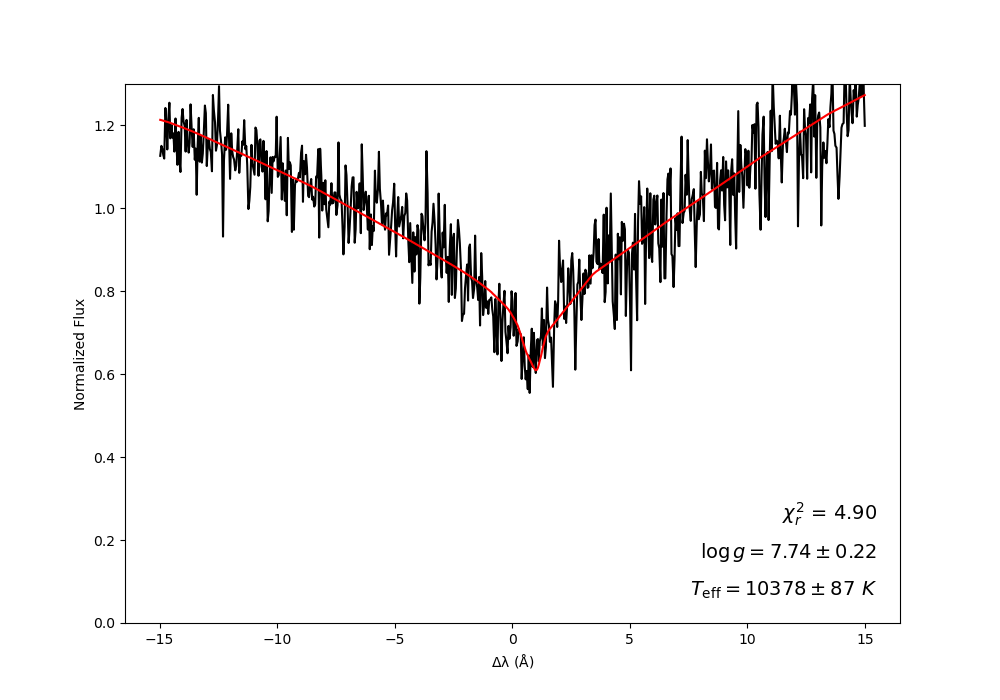 1.2
1.0
0.8
0.6
0.4
0.2
0.0
Normalized Flux
−15
−10
−5
0
5
10
15
Δλ (Å)
χ²ᵣ = 4.90
log g = 7.74 ± 0.22
T_eff = 10378 ± 87 K